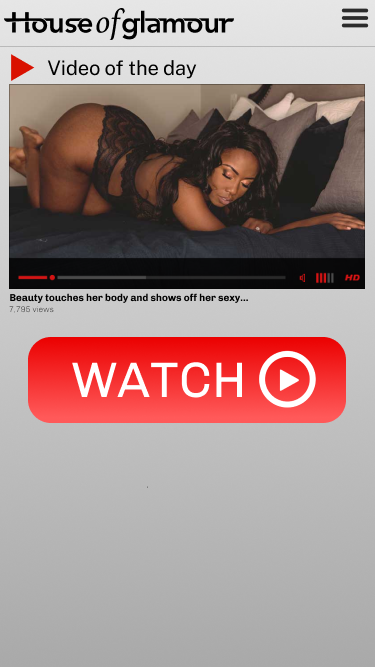 House of glamour
Video of the day
HD
Beauty touches her body and shows off her sexy...
7,795 views
WATCH